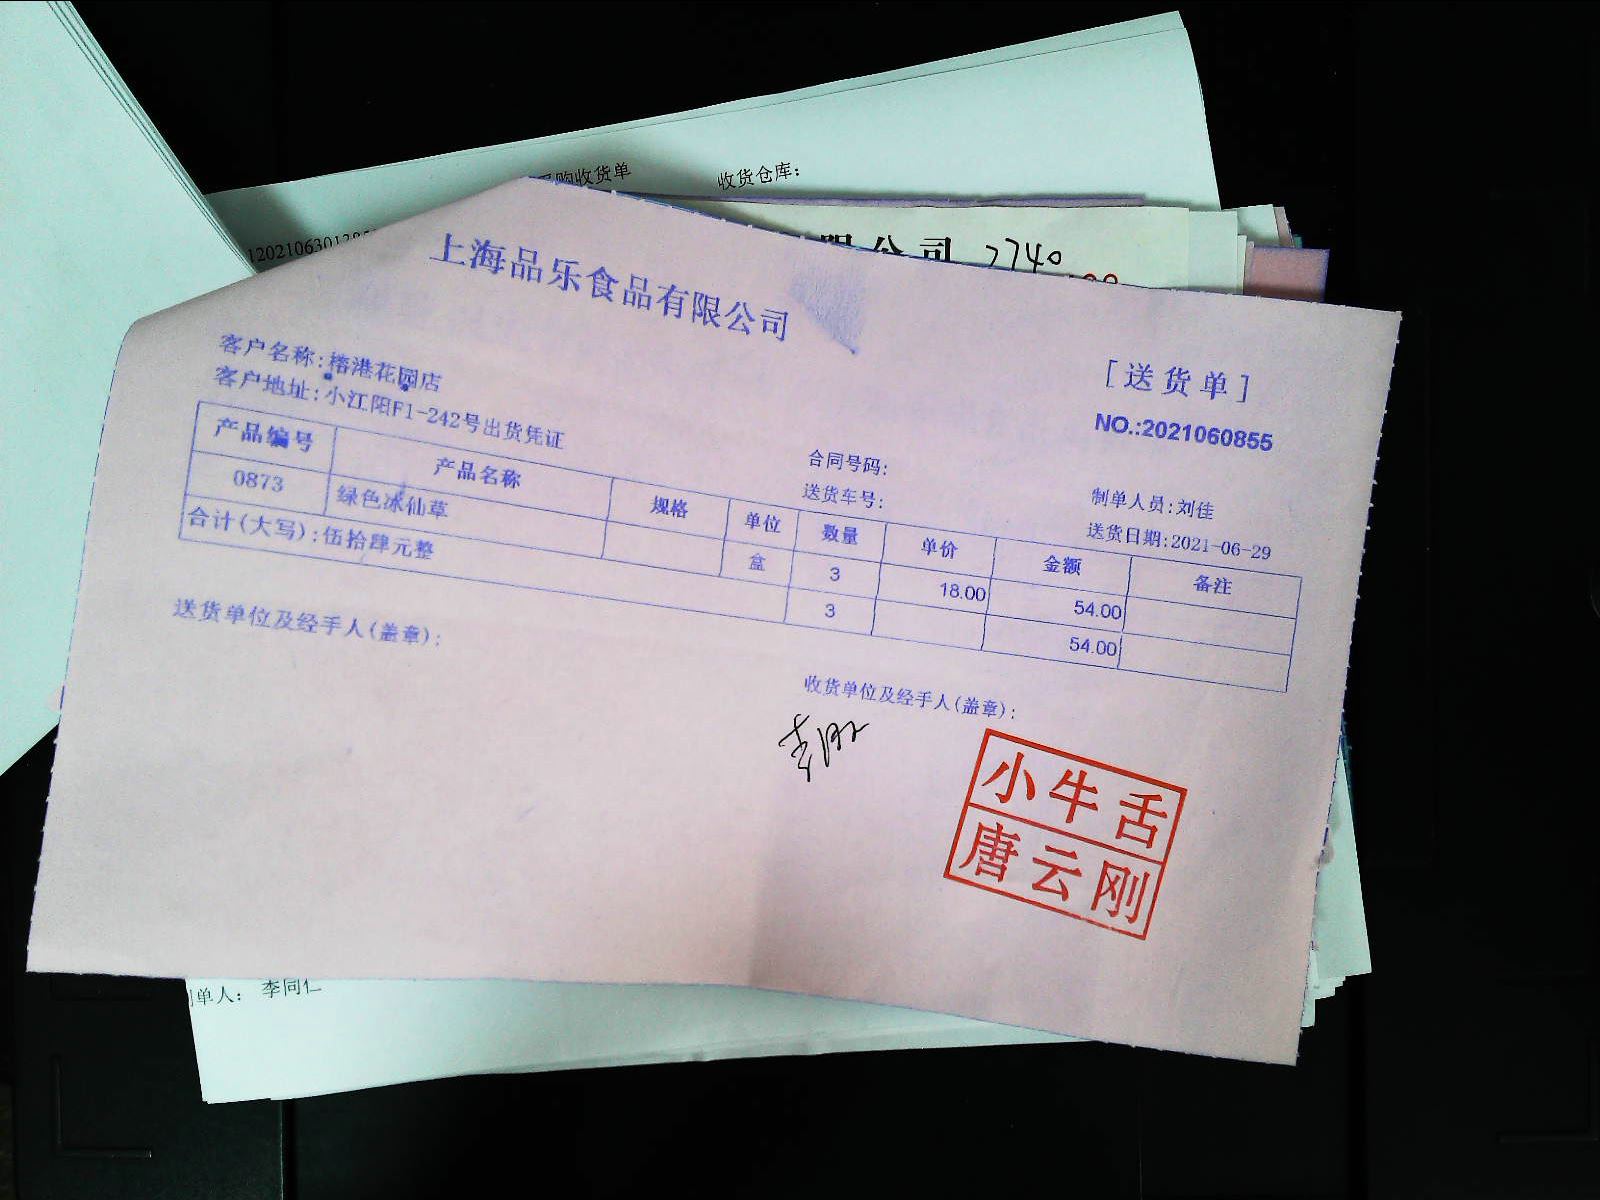 收货单
收货仓库:
公司 2740
上海品乐食品有限公司
[送货单]
NO.:2021060855
客户名称:椿港花园店
客户地址:小江阳F1-242号出货凭证
合同号码:
送货车号:
制单人员:刘佳
送货日期:2021-06-29
产品编号 产品名称 规格 单位 数量 单价 金额 备注
0873 绿色冰仙草 盒 3 18.00 54.00
合计(大写):伍拾肆元整 3 54.00
送货单位及经手人(盖章):
收货单位及经手人(盖章):
小牛舌
唐云刚
单人: 李同仁